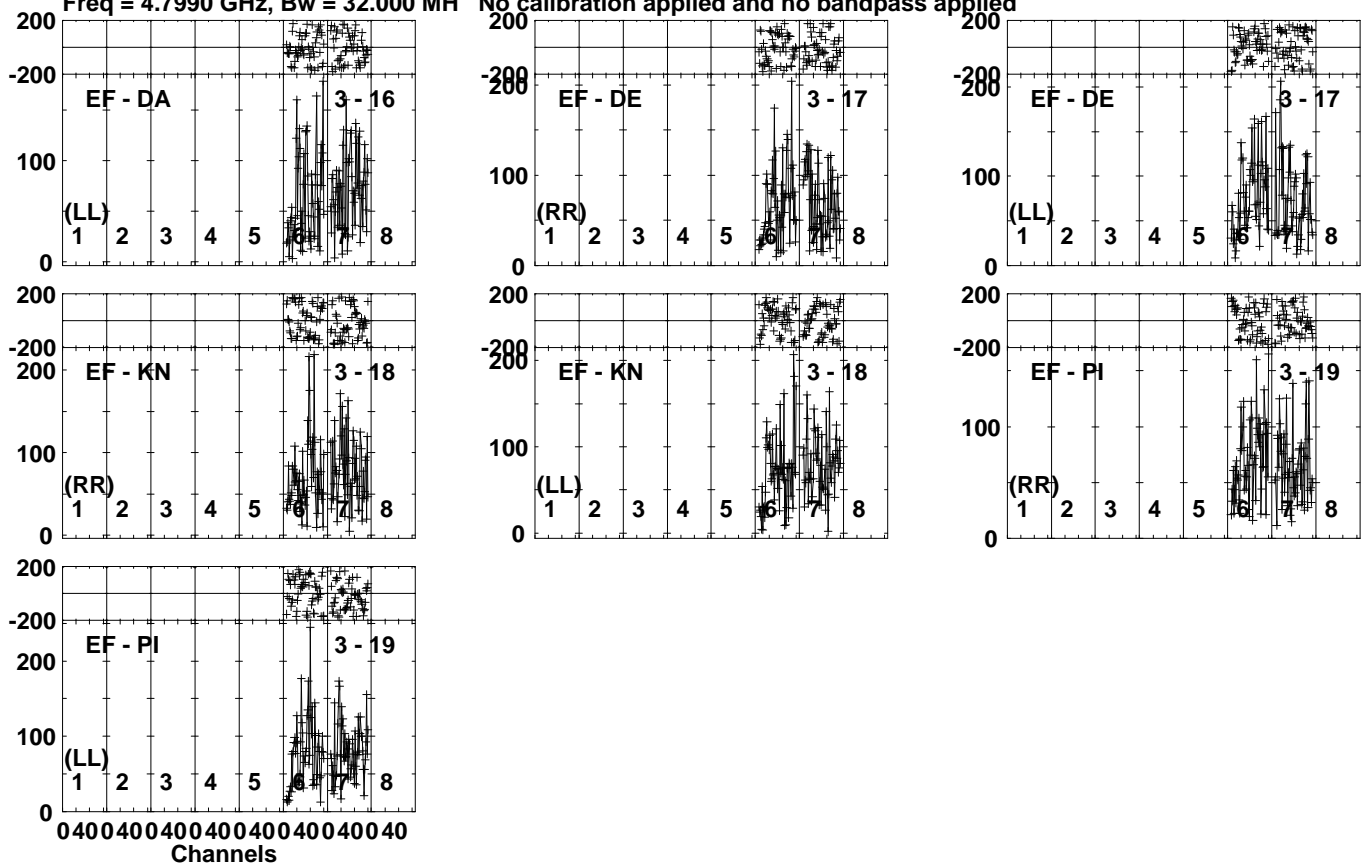 Freq = 4.7990 GHz, Bw = 32.000 MH No calibration applied and no bandpass applied
200
-200
EF - DA 3 - 16
100
(LL)
1 2 3 4 5 6 7 8
0
200
-200
200
EF - DE 3 - 17
100
(RR)
1 2 3 4 5 6 7 8
0
200
-200
200
EF - DE 3 - 17
100
(LL)
1 2 3 4 5 6 7 8
0
200
-200
200
EF - KN 3 - 18
100
(RR)
1 2 3 4 5 6 7 8
0
200
-200
200
EF - KN 3 - 18
100
(LL)
1 2 3 4 5 6 7 8
0
200
-200
EF - PI 3 - 19
100
(RR)
1 2 3 4 5 6 7 8
0
200
-200
EF - PI 3 - 19
200
100
(LL)
1 2 3 4 5 6 7 8
0
0 40 0 40 0 40 0 40 0 40 0 40 0 40 0 40
Channels